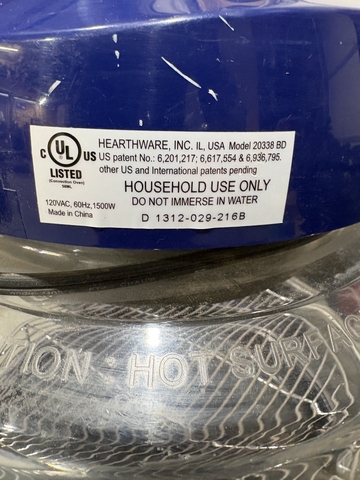 C UL US
LISTED
(Convection Oven)
HEARTHWARE, INC. IL, USA Model 20338 BD
US patent No.: 6,201,217; 6,617,554 & 6,936,795.
other US and International patents pending
HOUSEHOLD USE ONLY
DO NOT IMMERSE IN WATER
120VAC, 60Hz,1500W
Made in China
D 1312-029-216B
TION : HOT SURFAC